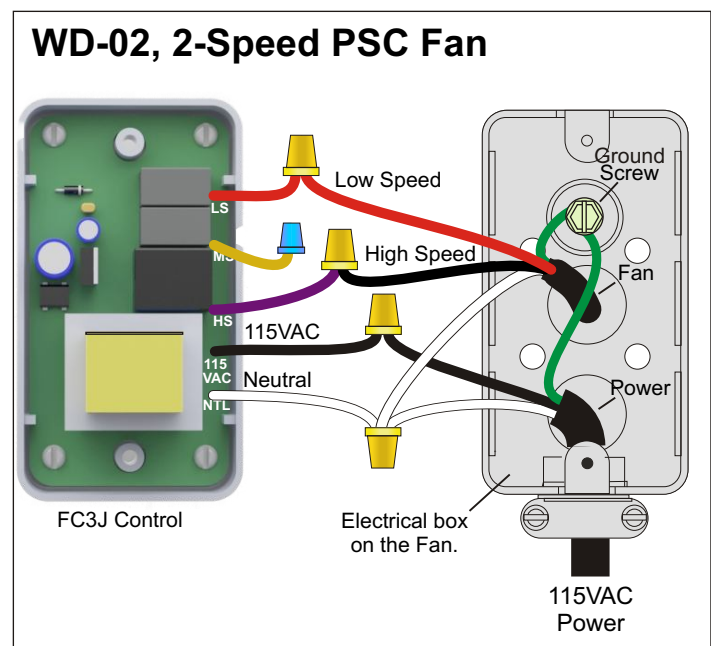 WD-02, 2-Speed PSC Fan
Low Speed
Ground
Screw
LS
MS
High Speed
Fan
HS
115VAC
115
VAC
Neutral
NTL
Power
FC3J Control
Electrical box
on the Fan.
115VAC
Power